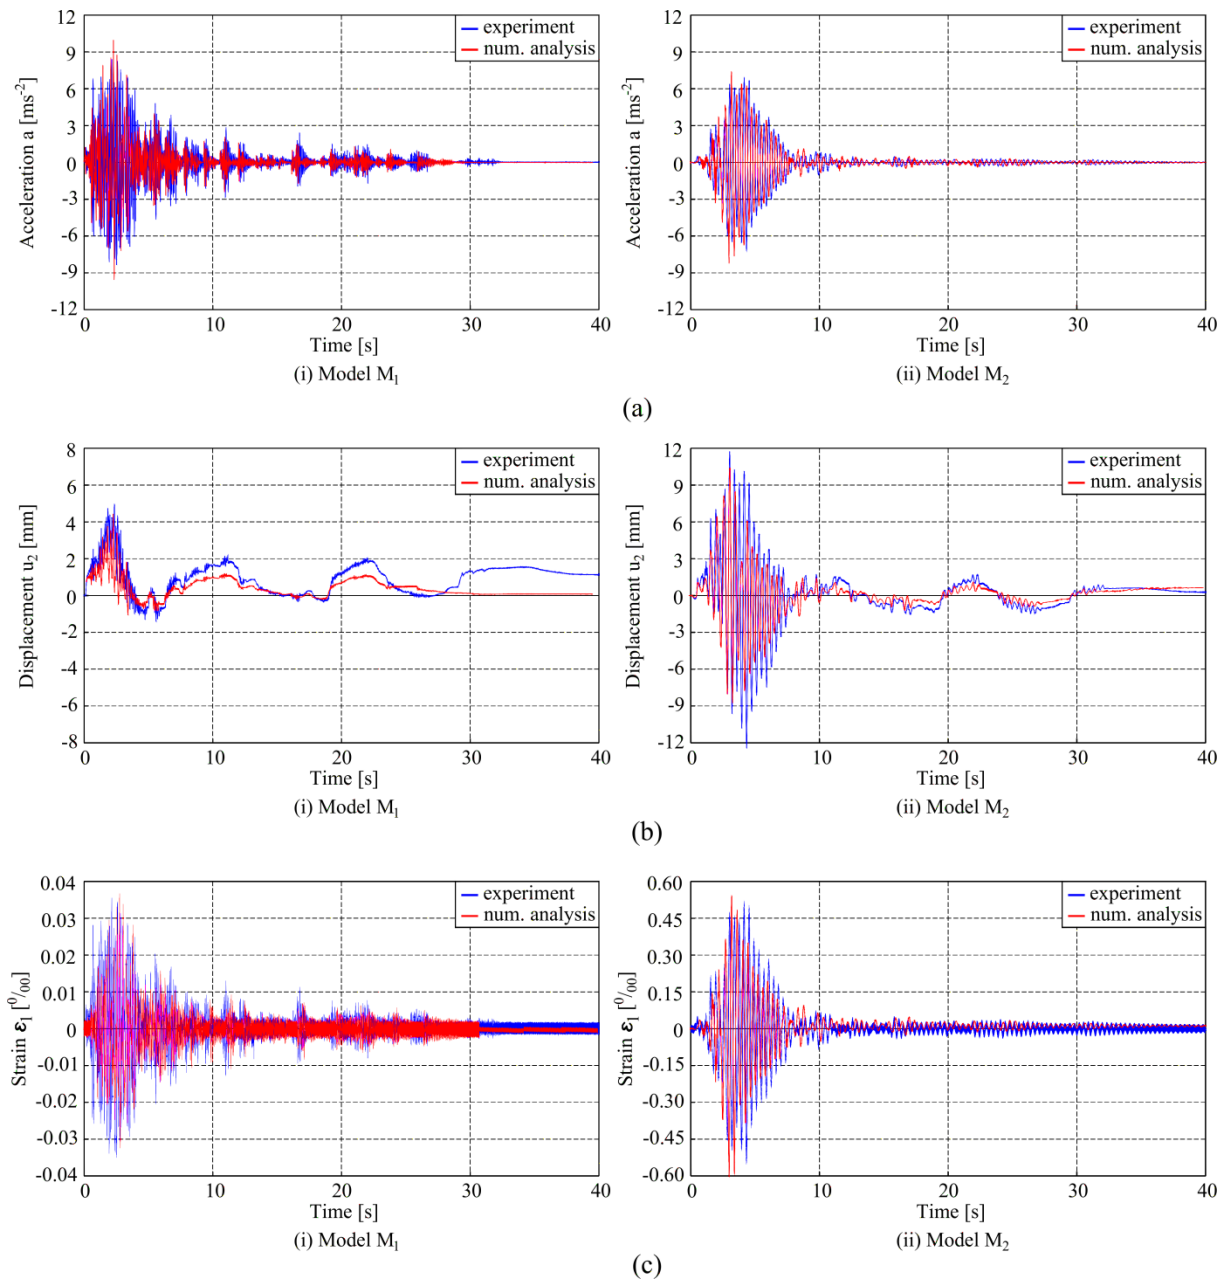 experiment
num. analysis
12
9
6
3
0
-3
-6
-9
-12
Acceleration a [ms⁻²]
0 10 20 30 40
Time [s]
(i) Model M₁
experiment
num. analysis
12
9
6
3
0
-3
-6
-9
-12
Acceleration a [ms⁻²]
0 10 20 30 40
Time [s]
(ii) Model M₂
(a)
experiment
num. analysis
8
6
4
2
0
-2
-4
-6
-8
Displacement u₂ [mm]
0 10 20 30 40
Time [s]
(i) Model M₁
experiment
num. analysis
12
9
6
3
0
-3
-6
-9
-12
Displacement u₂ [mm]
0 10 20 30 40
Time [s]
(ii) Model M₂
(b)
experiment
num. analysis
0.04
0.03
0.02
0.01
0
-0.01
-0.02
-0.03
-0.04
Strain ε₁ [⁰/₀₀]
0 10 20 30 40
Time [s]
(i) Model M₁
experiment
num. analysis
0.60
0.45
0.30
0.15
0
-0.15
-0.30
-0.45
-0.60
Strain ε₁ [⁰/₀₀]
0 10 20 30 40
Time [s]
(ii) Model M₂
(c)